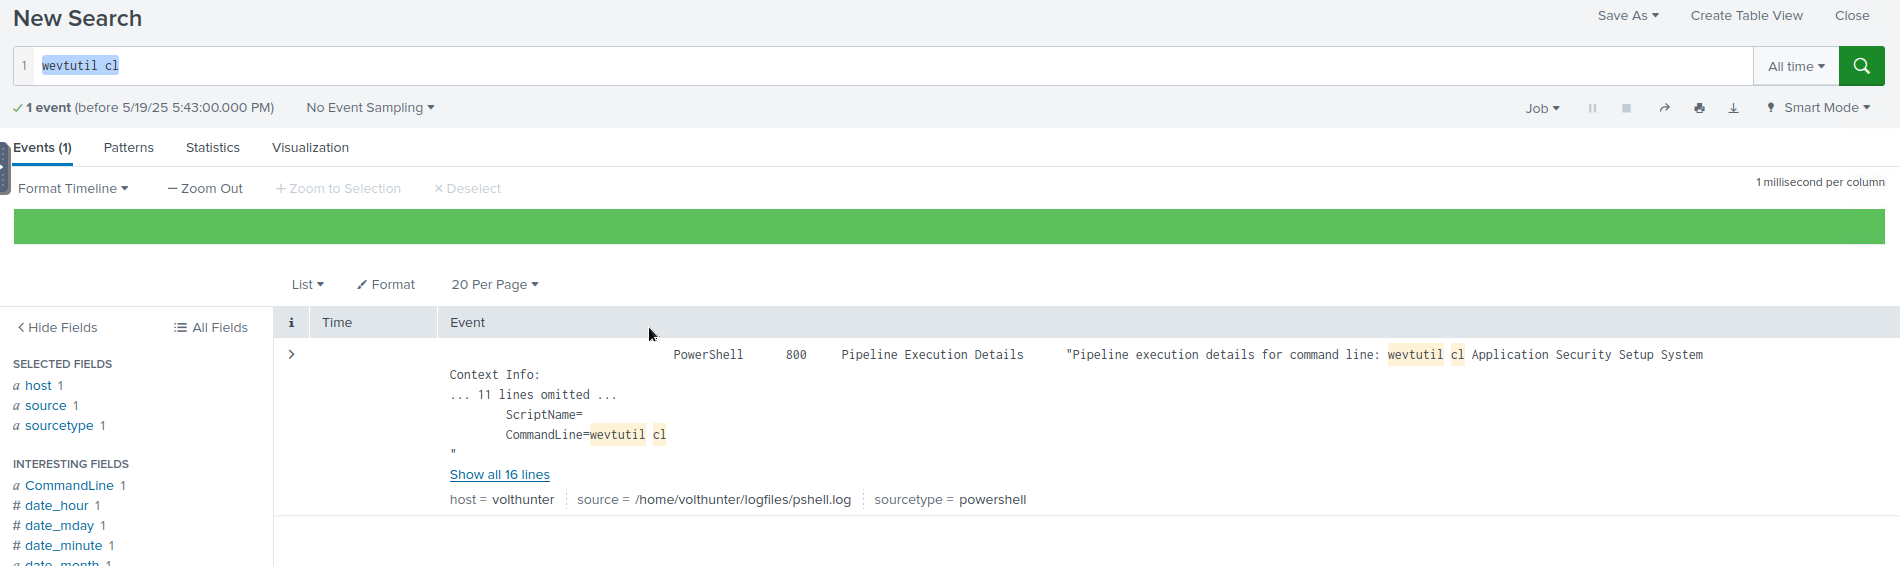 New Search
Save As Create Table View Close
1 wevtutil cl All time
1 event (before 5/19/25 5:43:00.000 PM) No Event Sampling Job Smart Mode
Events (1) Patterns Statistics Visualization
Format Timeline — Zoom Out + Zoom to Selection × Deselect 1 millisecond per column
List Format 20 Per Page
< Hide Fields All Fields i Time Event
SELECTED FIELDS
a host 1
a source 1
a sourcetype 1
INTERESTING FIELDS
a CommandLine 1
# date_hour 1
# date_mday 1
# date_minute 1
a date_month 1
> PowerShell 800 Pipeline Execution Details "Pipeline execution details for command line: wevtutil cl Application Security Setup System
Context Info:
... 11 lines omitted ...
ScriptName=
CommandLine=wevtutil cl
"
Show all 16 lines
host = volthunter source = /home/volthunter/logfiles/pshell.log sourcetype = powershell